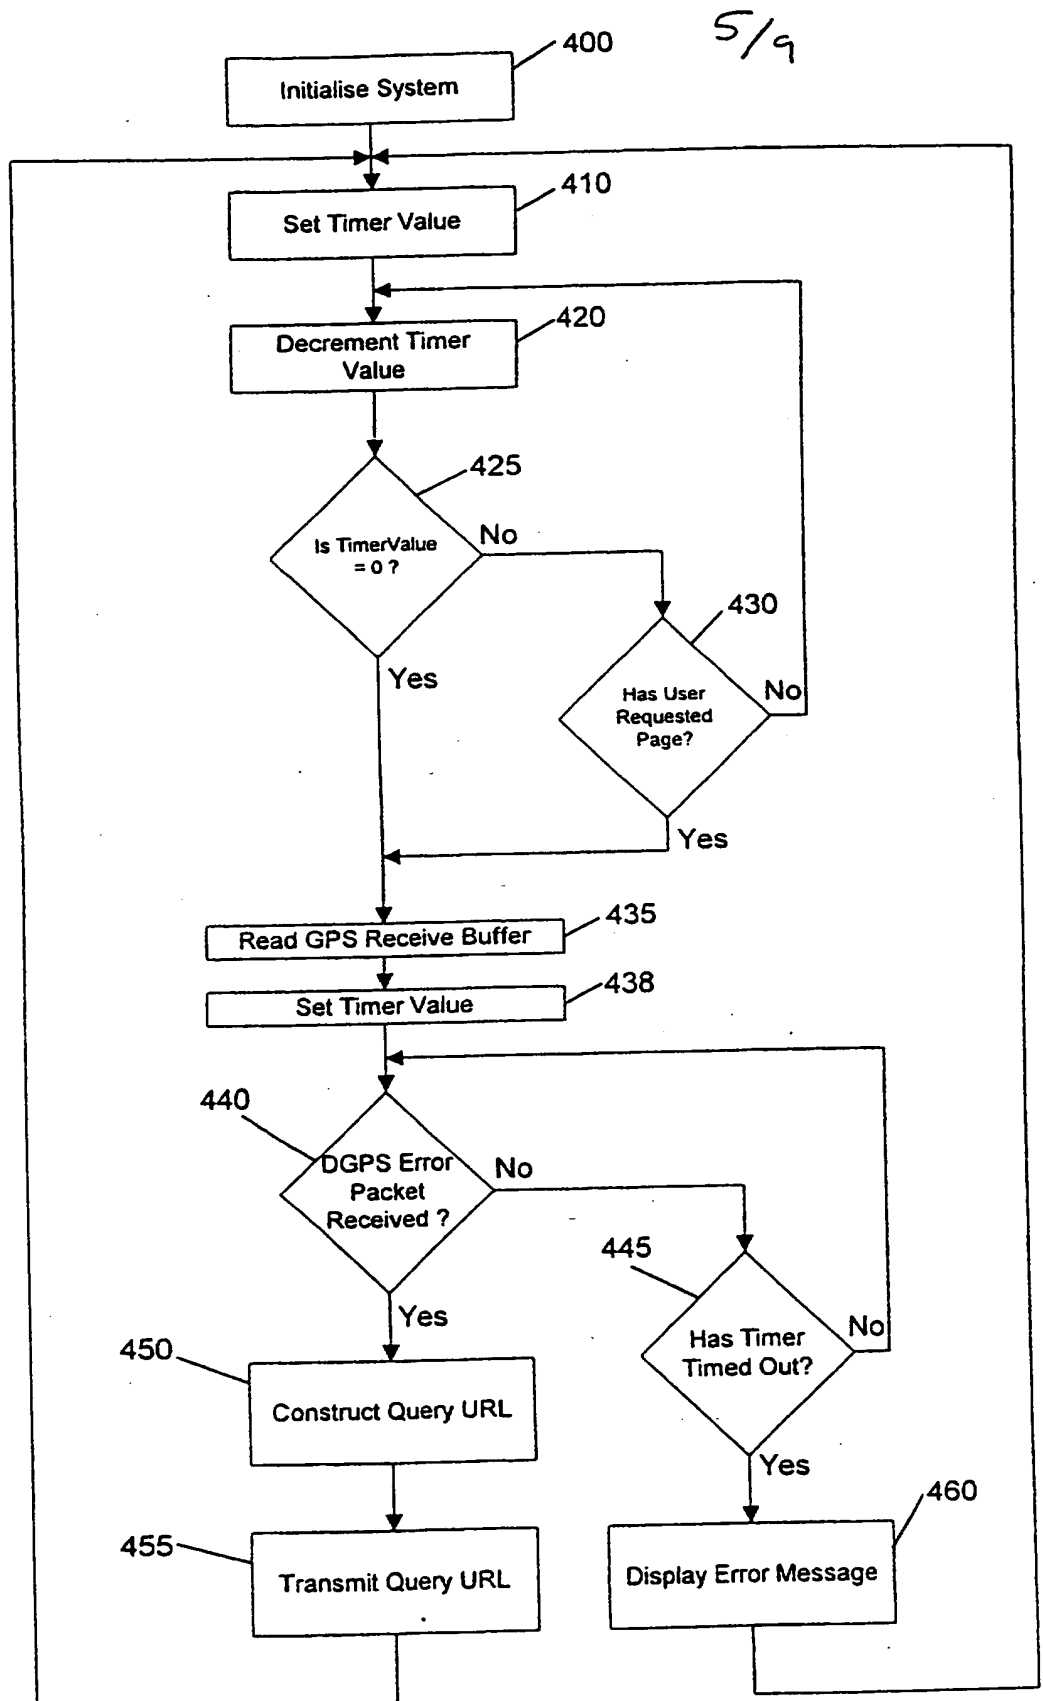 5/9
400
Initialise System
410
Set Timer Value
420
Decrement Timer
Value
425
Is TimerValue
= 0 ?
No
430
Yes
Has User
Requested
Page?
No
Yes
435
Read GPS Receive Buffer
438
Set Timer Value
440
DGPS Error
Packet
Received ?
No
445
Yes
Has Timer
Timed Out?
No
450
Construct Query URL
Yes
460
455
Transmit Query URL
Display Error Message